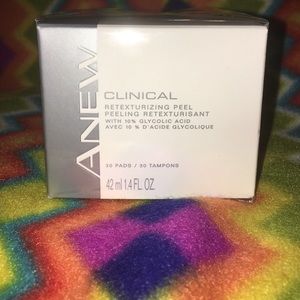 ANEW
CLINICAL
RETEXTURIZING PEEL
PEELING RETEXTURISANT
WITH 10% GLYCOLIC ACID
AVEC 10 % D'ACIDE GLYCOLIQUE
30 PADS / 30 TAMPONS
42 ml 1.4 FL. OZ.